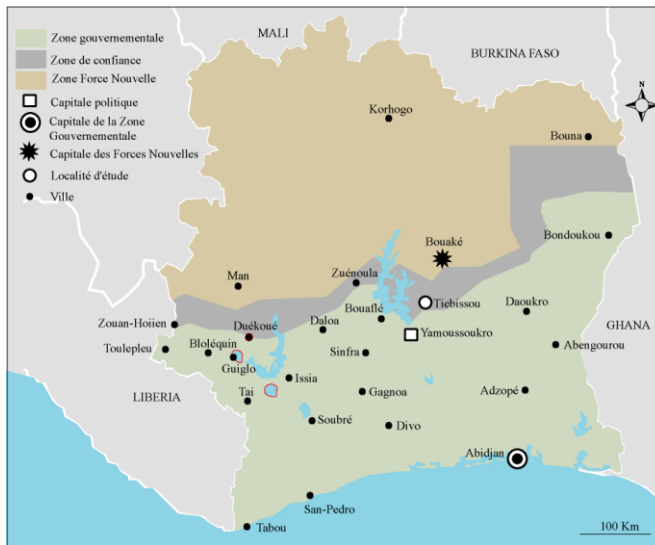 MALI
BURKINA FASO
Zone gouvernementale
Zone de confiance
Zone Force Nouvelle
Capitale politique
Capitale de la Zone
Gouvernementale
Capitale des Forces Nouvelles
Localité d'étude
Ville
N
Korhogo
Bouna
Bondoukou
Bouaké
Man
Zuénoula
Tiebissou
Zouan-Hoiien
Duékoué
Daloa
Bouaflé
Daoukro
GHANA
Toulepleu
Bloléquin
Yamoussoukro
Guiglo
Sinfra
Abengourou
Issia
LIBERIA
Tai
Gagnoa
Adzopé
Soubré
Divo
Abidjan
San-Pedro
Tabou
100 Km